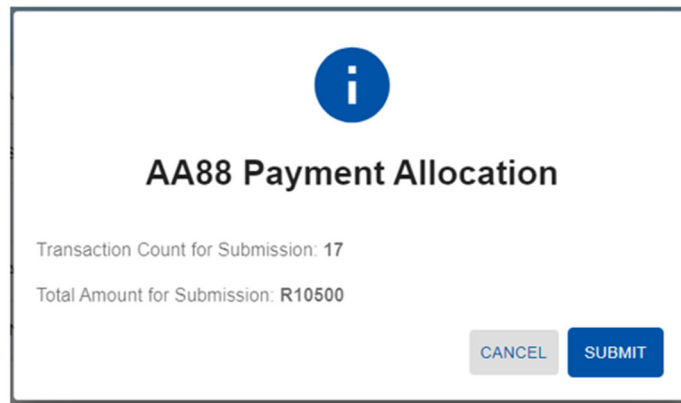 i
AA88 Payment Allocation
Transaction Count for Submission: 17
Total Amount for Submission: R10500
CANCEL SUBMIT